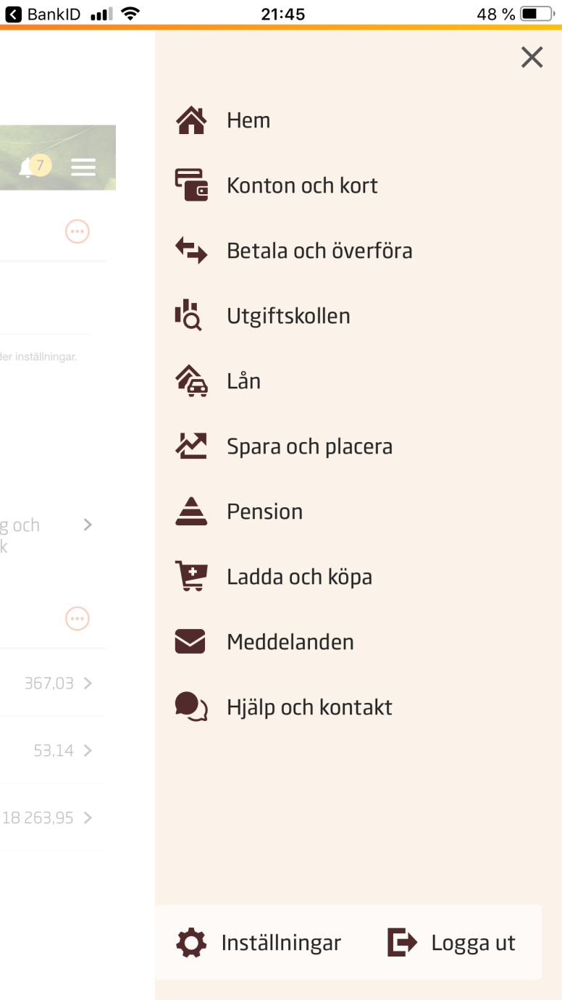 BankID
21:45
48 %
7
Hem
Konton och kort
Betala och överföra
Utgiftskollen
inställningar.
Lån
Spara och placera
Pension
och
Ladda och köpa
Meddelanden
367,03
Hjälp och kontakt
53,14
18 263,95
Inställningar
Logga ut